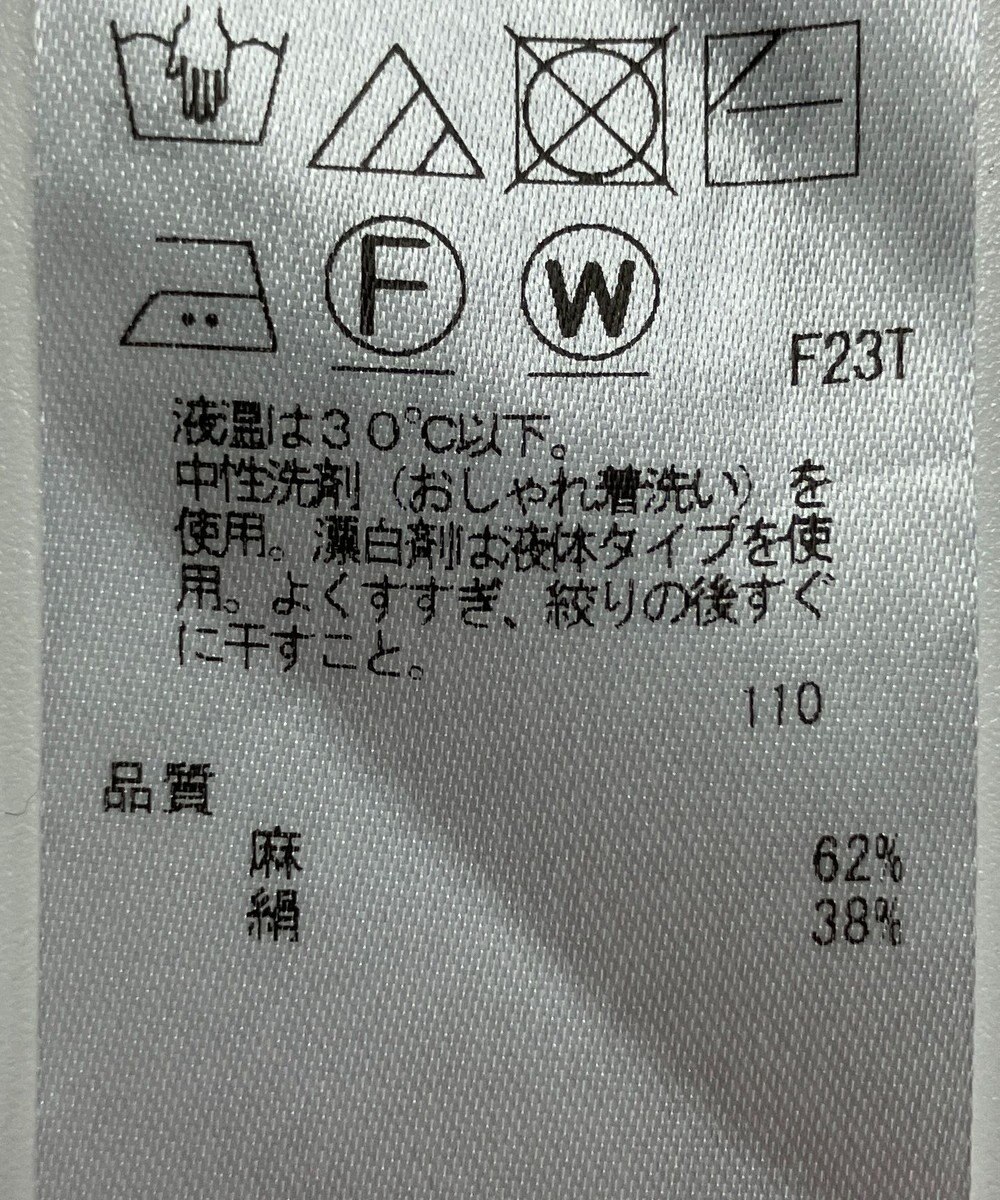 F
W
F23T
液温は30℃以下。
中性洗剤(おしゃれ着洗い)を
使用。漂白剤は液体タイプを使
用。よくすすぎ、絞りの後すぐ
に干すこと。
110
品質
麻 62%
絹 38%